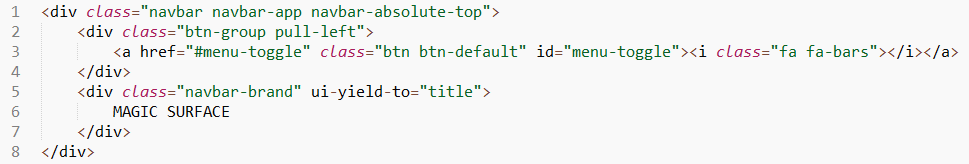 1 <div class="navbar navbar-app navbar-absolute-top">
2     <div class="btn-group pull-left">
3         <a href="#menu-toggle" class="btn btn-default" id="menu-toggle"><i class="fa fa-bars"></i></a>
4     </div>
5     <div class="navbar-brand" ui-yield-to="title">
6         MAGIC SURFACE
7     </div>
8 </div>